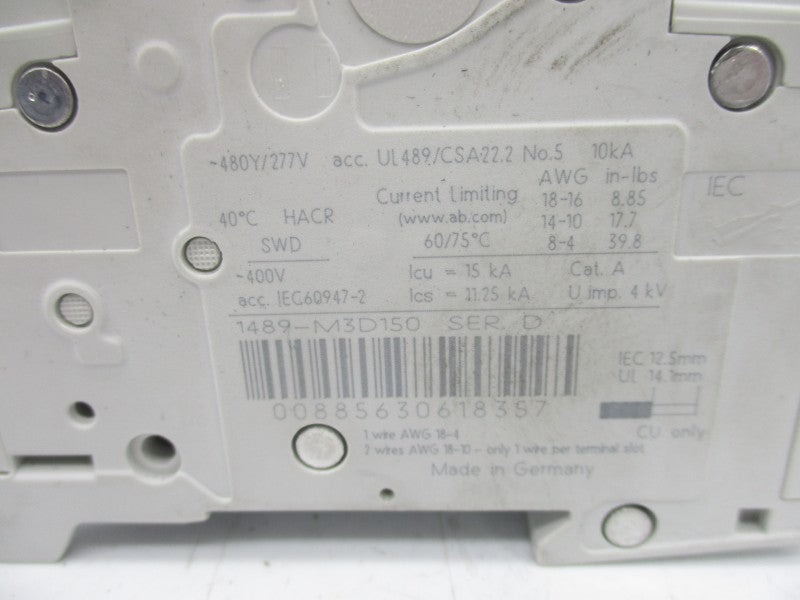 ~480Y/277V acc. UL489/CSA22.2 No.5 10kA
40°C HACR
SWD
Current Limiting
(www.ab.com)
60/75°C
AWG in-lbs
18-16 8.85
14-10 17.7
8-4 39.8
IEC
~400V
acc. IEC60947-2
Icu = 15 kA Cat. A
Ics = 11.25 kA U imp. 4 kV
1489-M3D150 SER. D
00885630618357
IEC 12.5mm
UL 14.1mm
CU only
1 wire AWG 18-4
2 wires AWG 18-10 - only 1 wire per terminal slot
Made in Germany